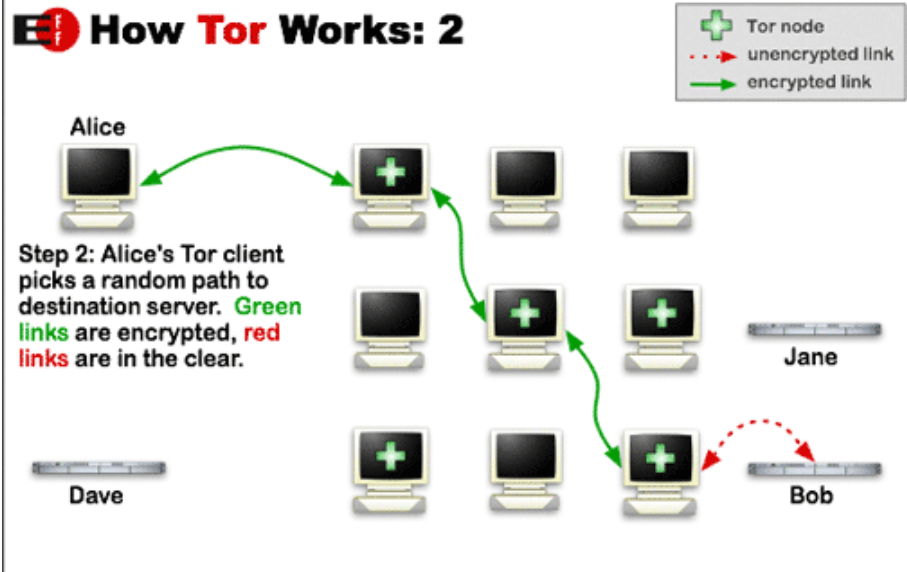 EFF How Tor Works: 2
Tor node
unencrypted link
encrypted link
Alice
Step 2: Alice's Tor client
picks a random path to
destination server. Green
links are encrypted, red
links are in the clear.
Jane
Dave
Bob